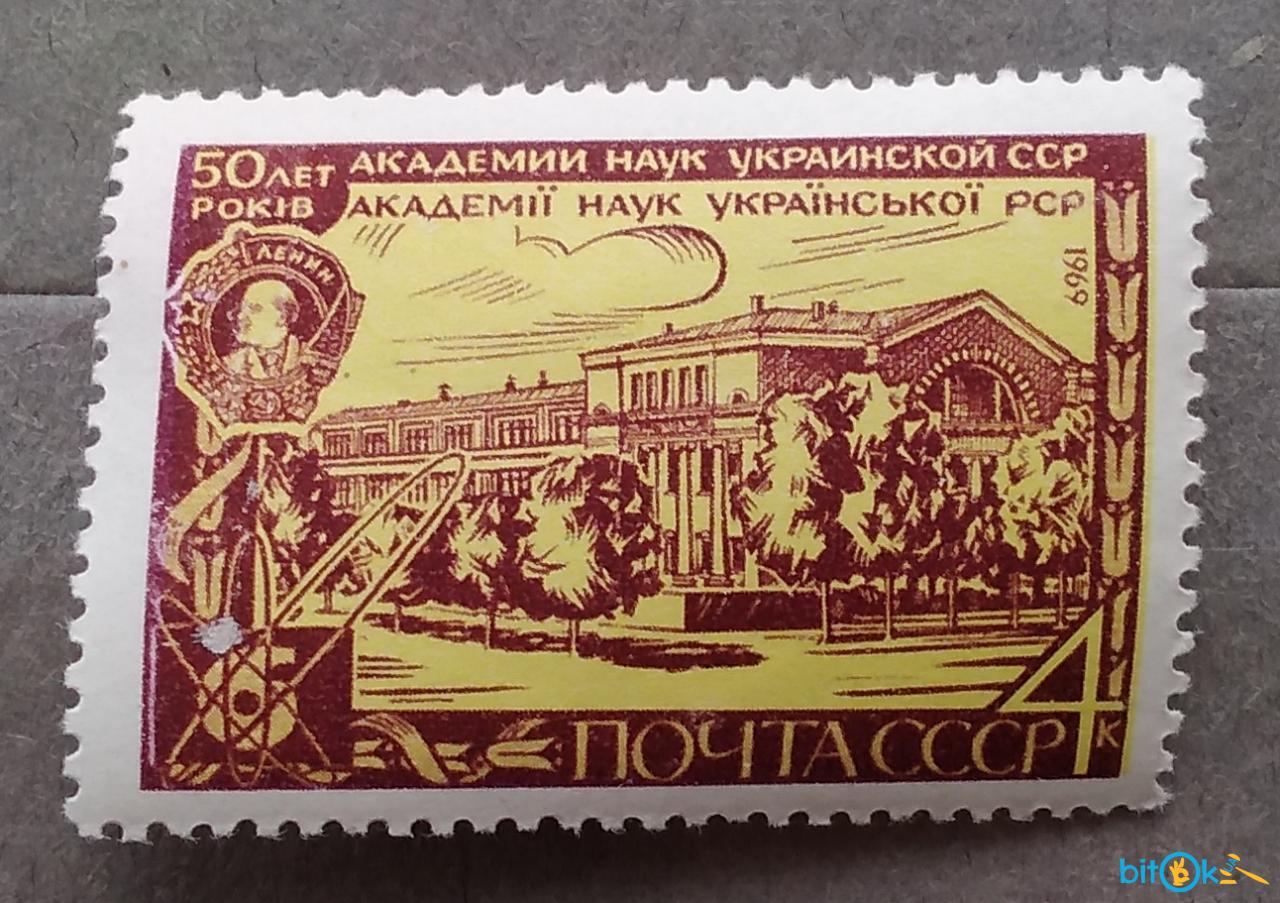 50 ЛЕТ АКАДЕМИИ НАУК УКРАИНСКОЙ ССР
РОКІВ АКАДЕМІЇ НАУК УКРАЇНСЬКОЇ РСР
ЛЕНИН
1969
ПОЧТА СССР 4 К
bitOk